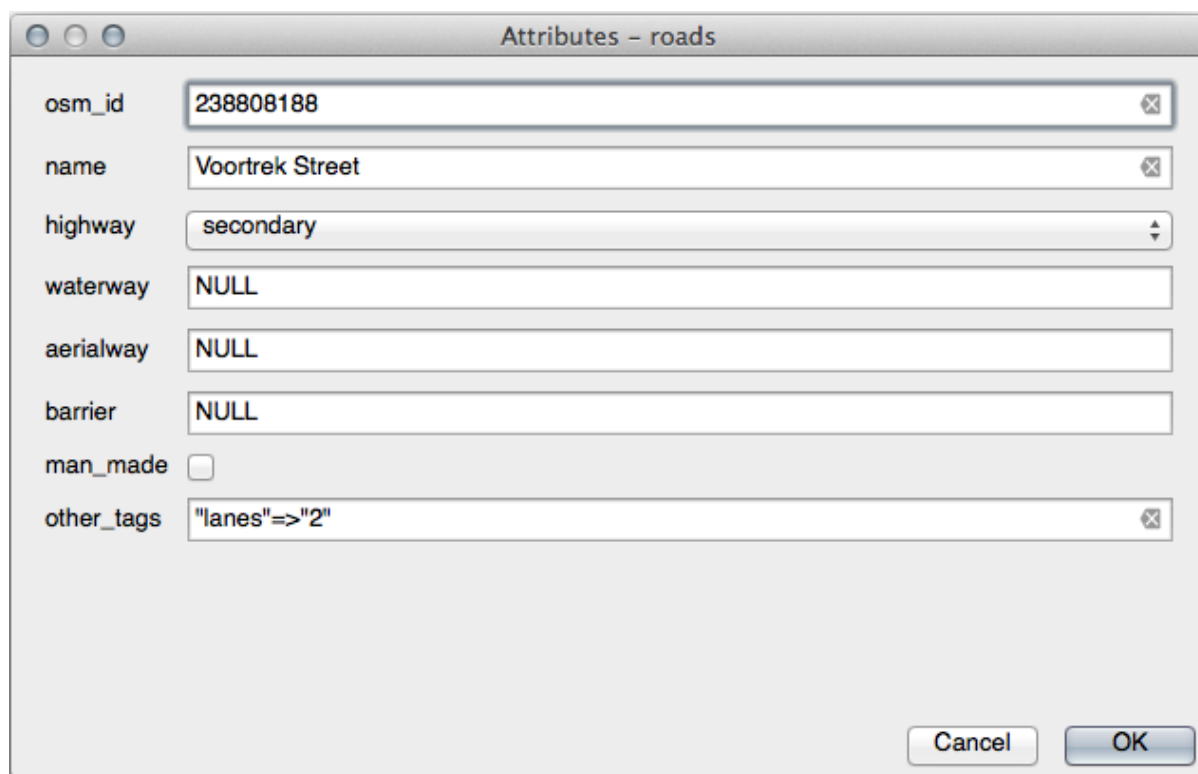 Attributes – roads
osm_id 238808188
name Voortrek Street
highway secondary
waterway NULL
aerialway NULL
barrier NULL
man_made
other_tags "lanes"=>"2"
Cancel OK